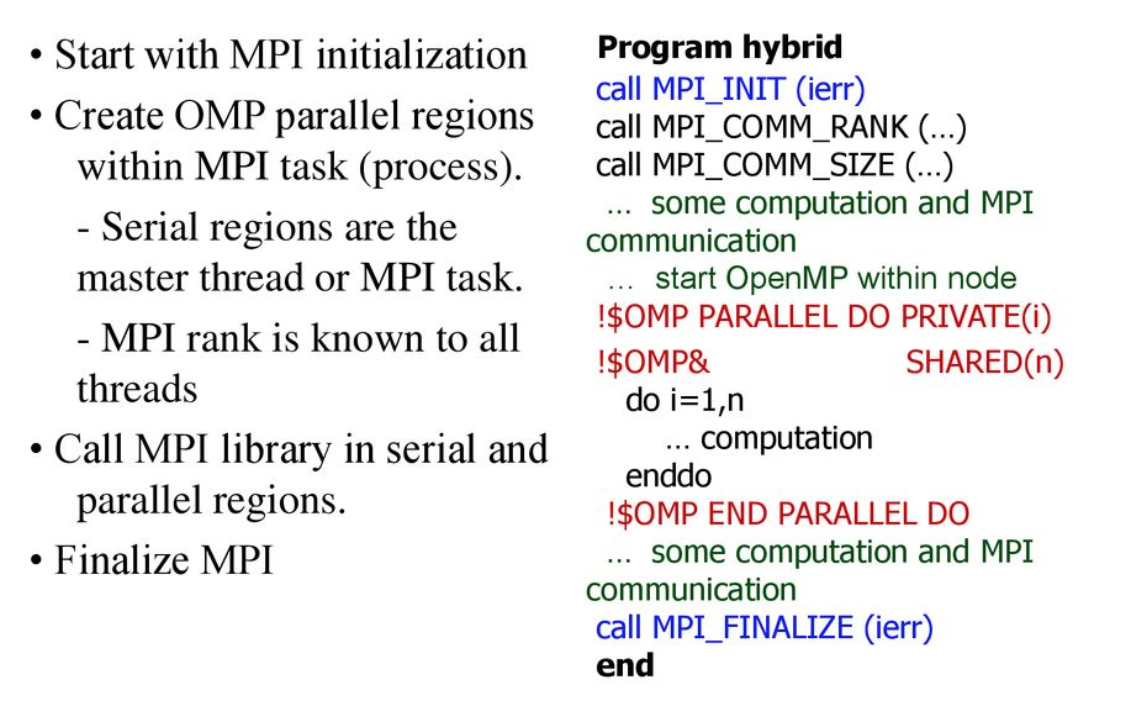 • Start with MPI initialization
• Create OMP parallel regions
within MPI task (process).
- Serial regions are the
master thread or MPI task.
- MPI rank is known to all
threads
• Call MPI library in serial and
parallel regions.
• Finalize MPI
Program hybrid
call MPI_INIT (ierr)
call MPI_COMM_RANK (…)
call MPI_COMM_SIZE (…)
… some computation and MPI
communication
… start OpenMP within node
!$OMP PARALLEL DO PRIVATE(i)
!$OMP& SHARED(n)
do i=1,n
… computation
enddo
!$OMP END PARALLEL DO
… some computation and MPI
communication
call MPI_FINALIZE (ierr)
end